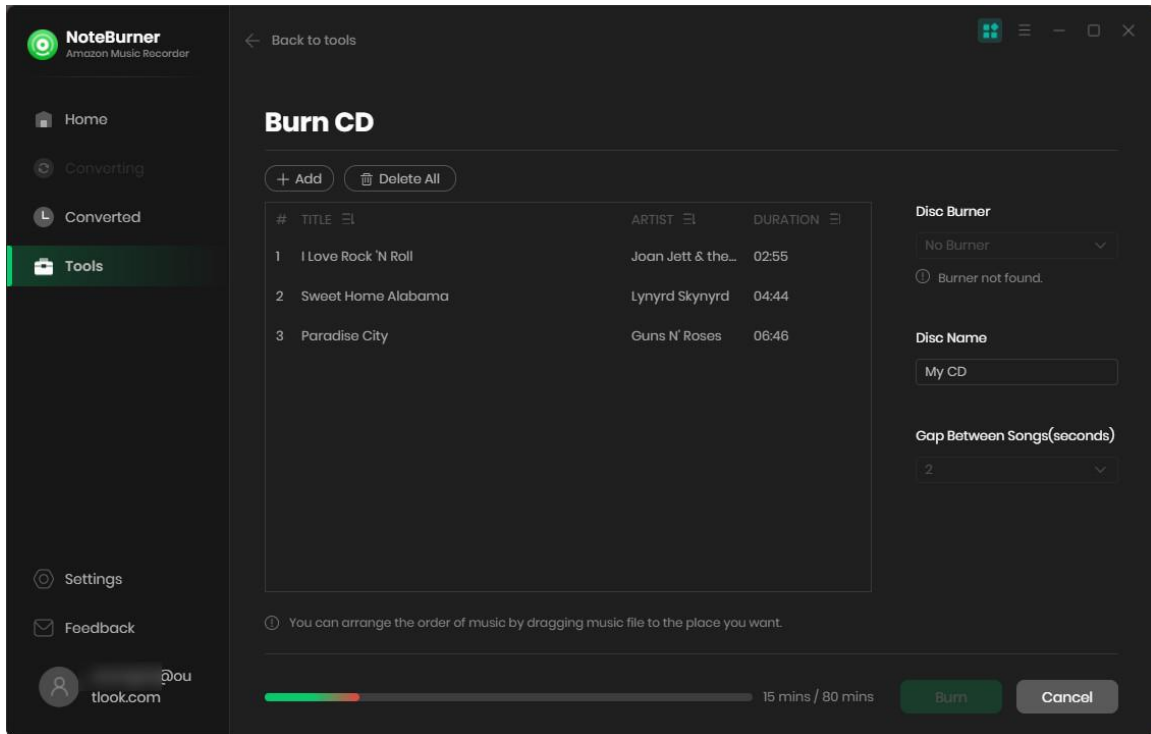 NoteBurner
Amazon Music Recorder
Back to tools
Home
Converting
Converted
Tools
Settings
Feedback
@ou
tlook.com
Burn CD
+ Add
Delete All
# TITLE ARTIST DURATION
1 I Love Rock 'N Roll Joan Jett & the... 02:55
2 Sweet Home Alabama Lynyrd Skynyrd 04:44
3 Paradise City Guns N' Roses 06:46
You can arrange the order of music by dragging music file to the place you want.
Disc Burner
No Burner
Burner not found.
Disc Name
My CD
Gap Between Songs(seconds)
2
15 mins / 80 mins
Burn
Cancel